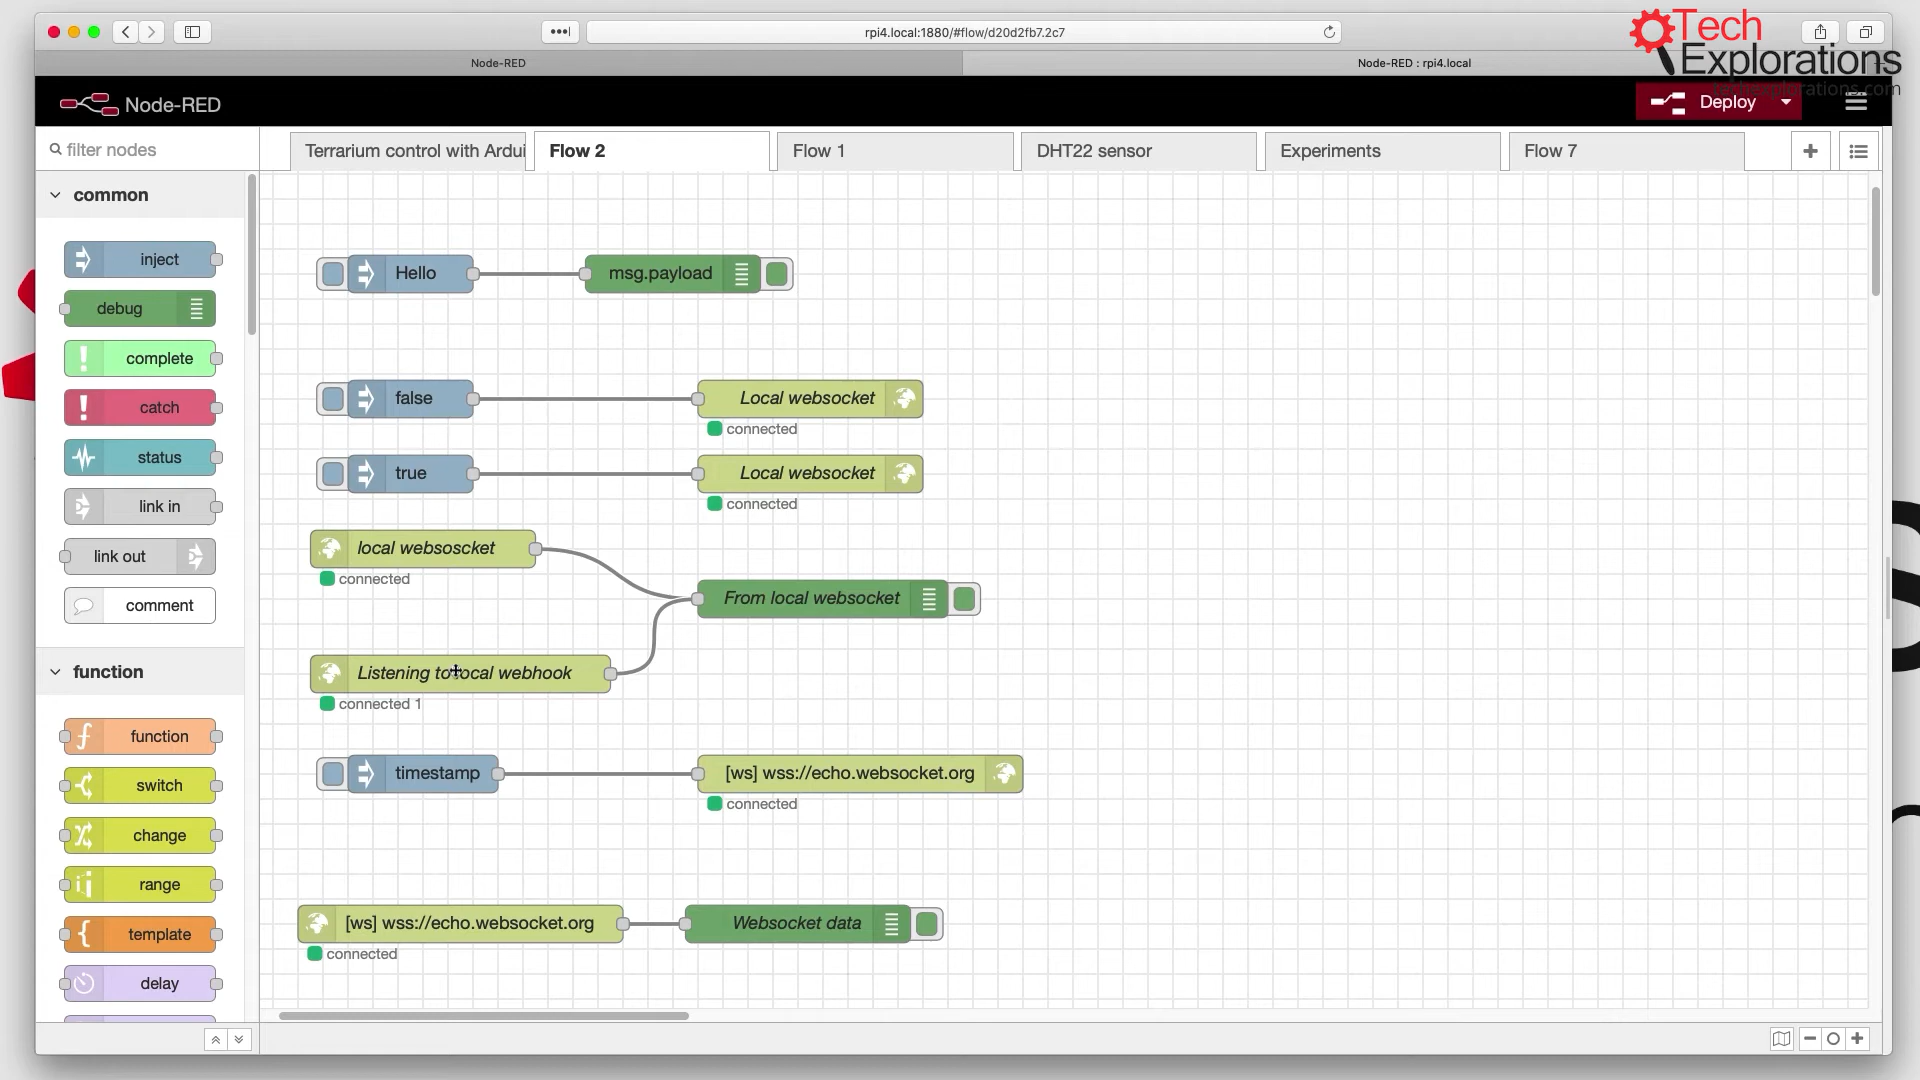 rpi4.local:1880/#flow/d20d2fb7.2c7
Tech
Explorations
techexplorations.com
Node-RED
Node-RED : rpi4.local
Node-RED
Deploy
filter nodes
Terrarium control with Ardui
Flow 2
Flow 1
DHT22 sensor
Experiments
Flow 7
common
inject
debug
complete
catch
status
link in
link out
comment
function
function
switch
change
range
template
delay
Hello
msg.payload
false
Local websocket
connected
true
Local websocket
connected
local websoscket
connected
From local websocket
Listening to local webhook
connected 1
timestamp
[ws] wss://echo.websocket.org
connected
[ws] wss://echo.websocket.org
connected
Websocket data